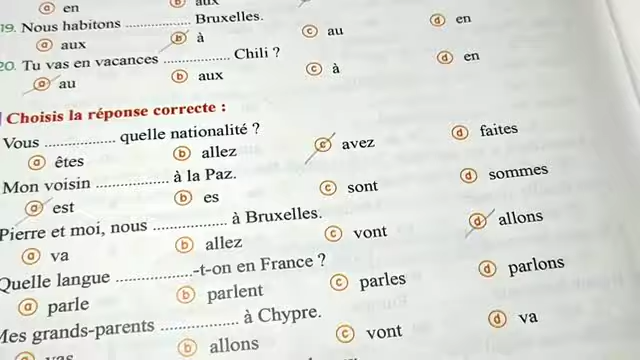 ⓐ en ⓑ aux
19. Nous habitons .............. Bruxelles.
ⓐ aux ⓑ à ⓒ au ⓓ en
20. Tu vas en vacances .............. Chili ?
ⓐ au ⓑ aux ⓒ à ⓓ en
Choisis la réponse correcte :
Vous .............. quelle nationalité ?
ⓐ êtes ⓑ allez ⓒ avez ⓓ faites
Mon voisin .............. à la Paz.
ⓐ est ⓑ es ⓒ sont ⓓ sommes
Pierre et moi, nous .............. à Bruxelles.
ⓐ va ⓑ allez ⓒ vont ⓓ allons
Quelle langue ..............-t-on en France ?
ⓐ parle ⓑ parlent ⓒ parles ⓓ parlons
Mes grands-parents .............. à Chypre.
ⓑ allons ⓒ vont ⓓ va